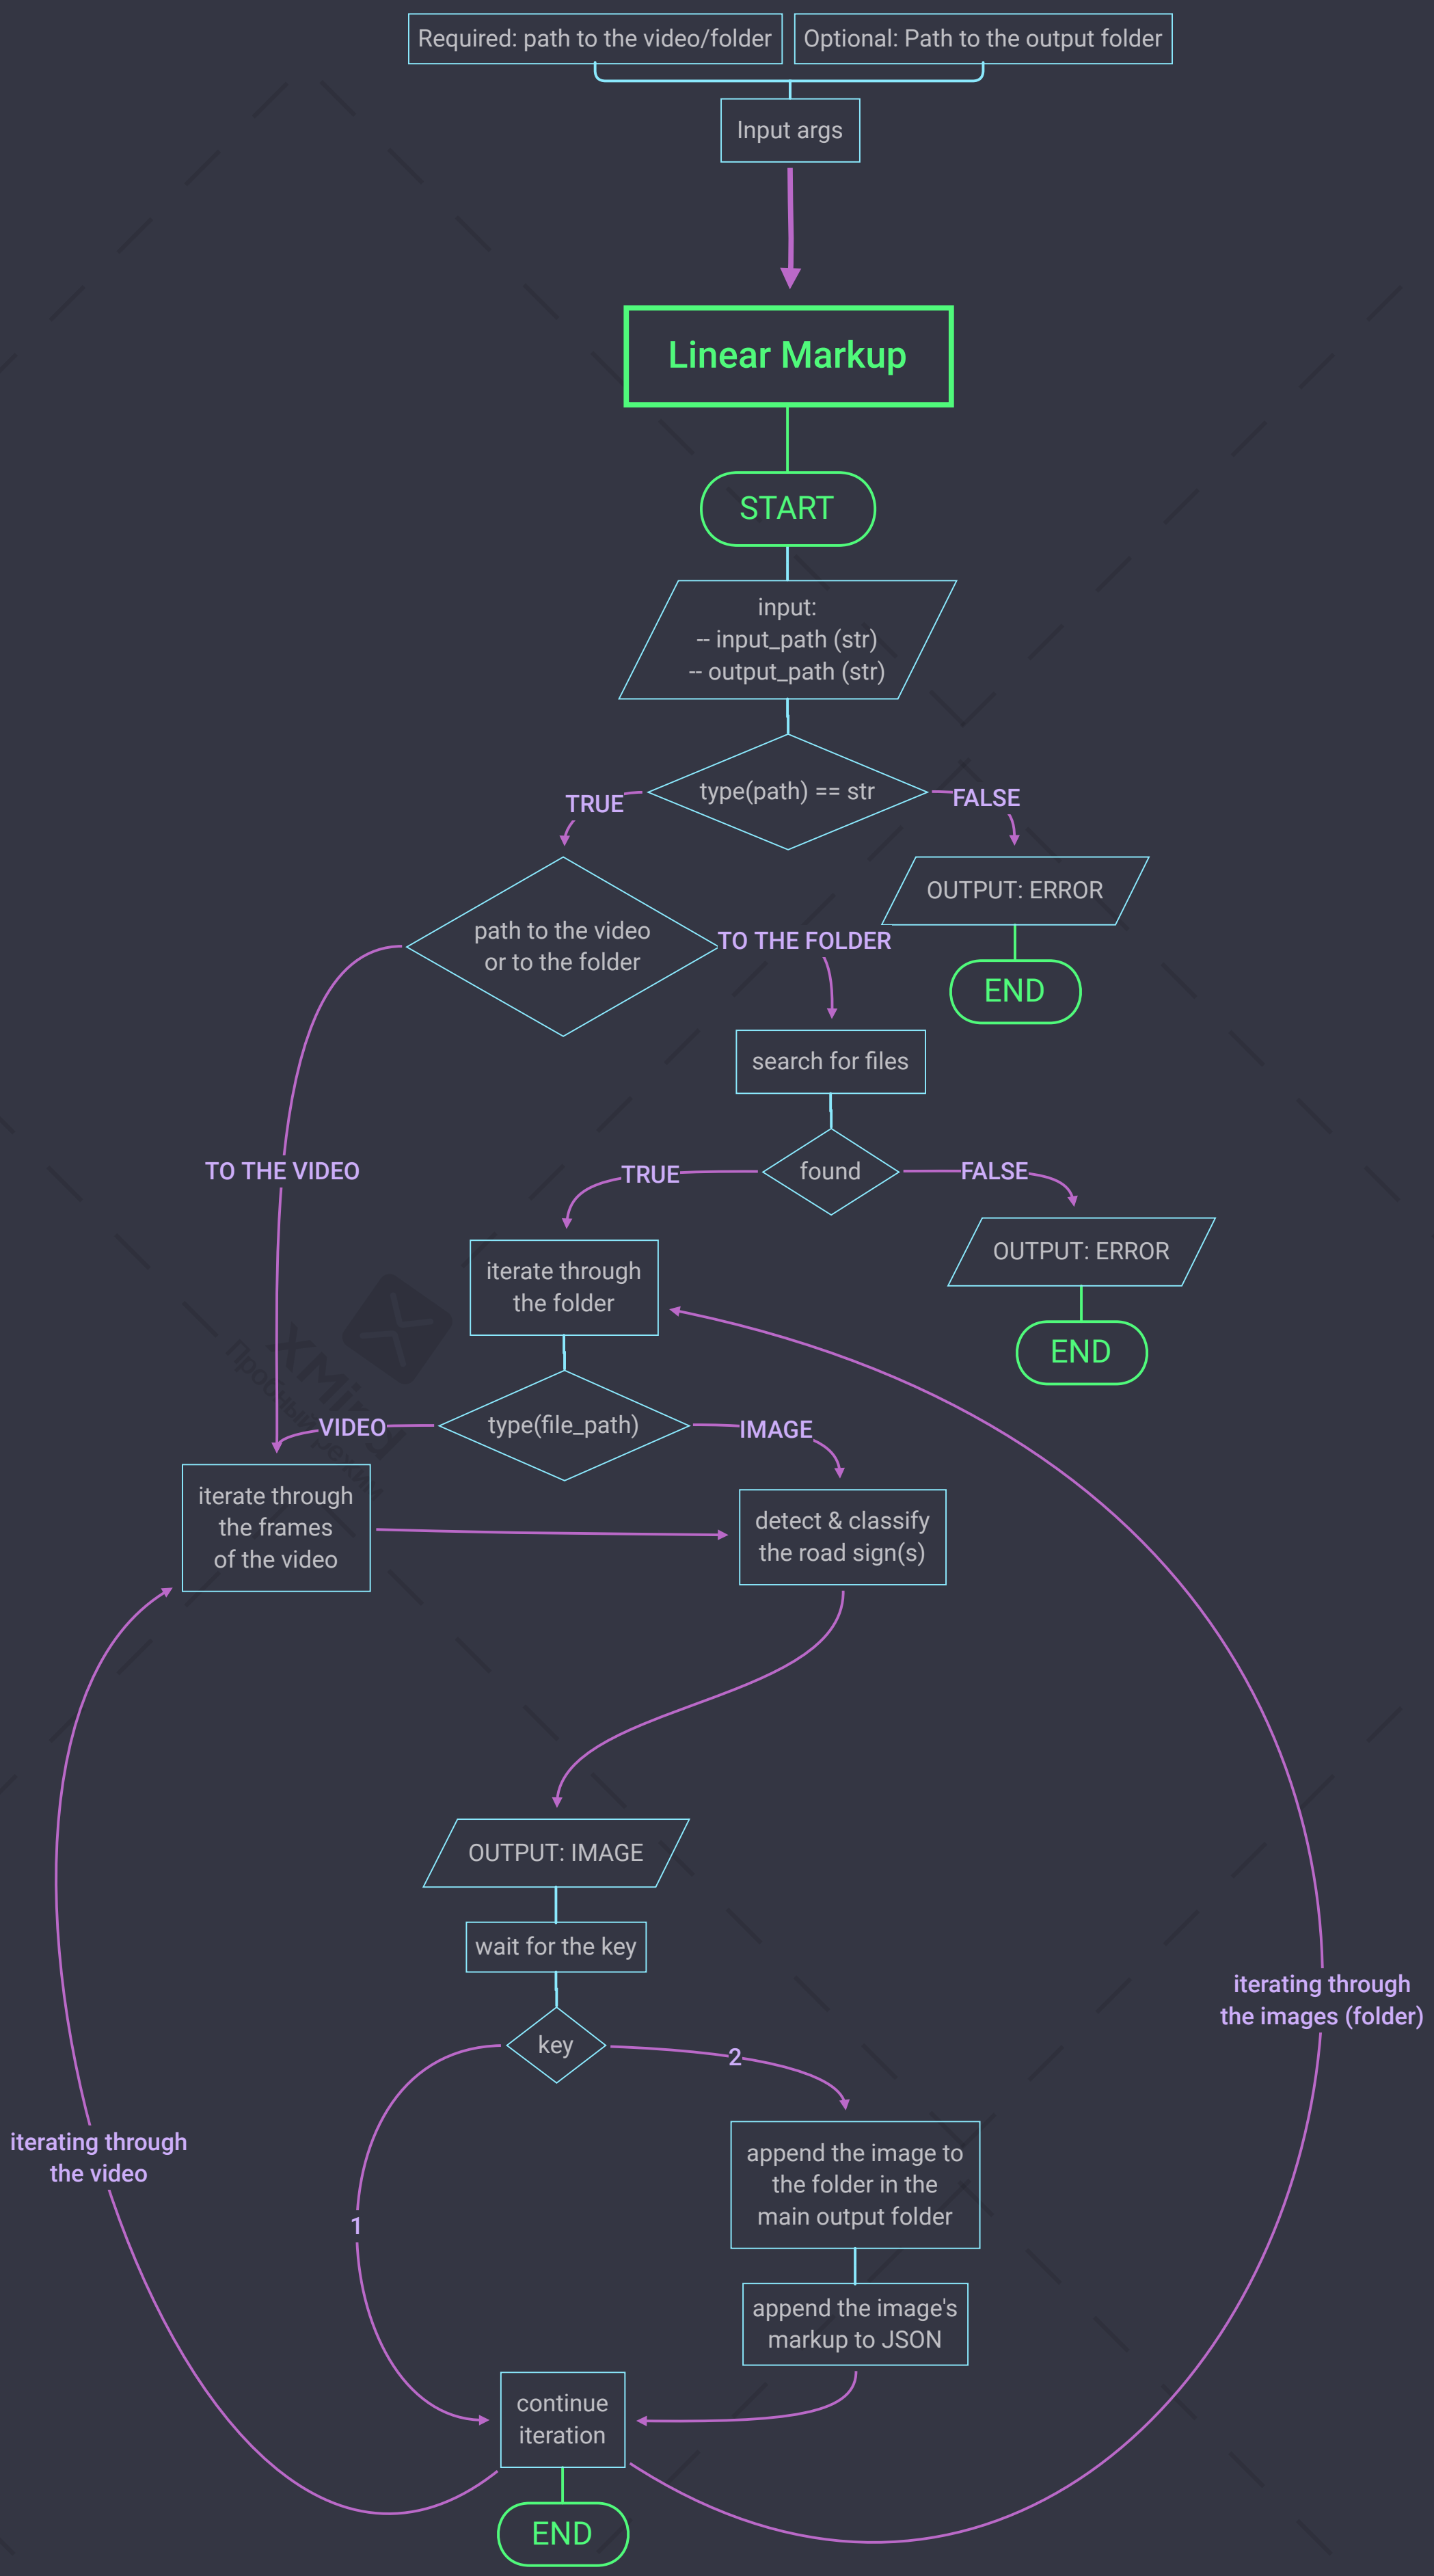 Required: path to the video/folder
Optional: Path to the output folder
Input args
Linear Markup
START
input:
-- input_path (str)
-- output_path (str)
type(path) == str
TRUE
FALSE
OUTPUT: ERROR
END
path to the video
or to the folder
TO THE FOLDER
search for files
TO THE VIDEO
found
TRUE
FALSE
OUTPUT: ERROR
END
iterate through
the folder
type(file_path)
VIDEO
IMAGE
XMind
Пробный режим
iterate through
the frames
of the video
detect & classify
the road sign(s)
OUTPUT: IMAGE
wait for the key
key
1
2
iterating through
the images (folder)
iterating through
the video
append the image to
the folder in the
main output folder
append the image's
markup to JSON
continue
iteration
END